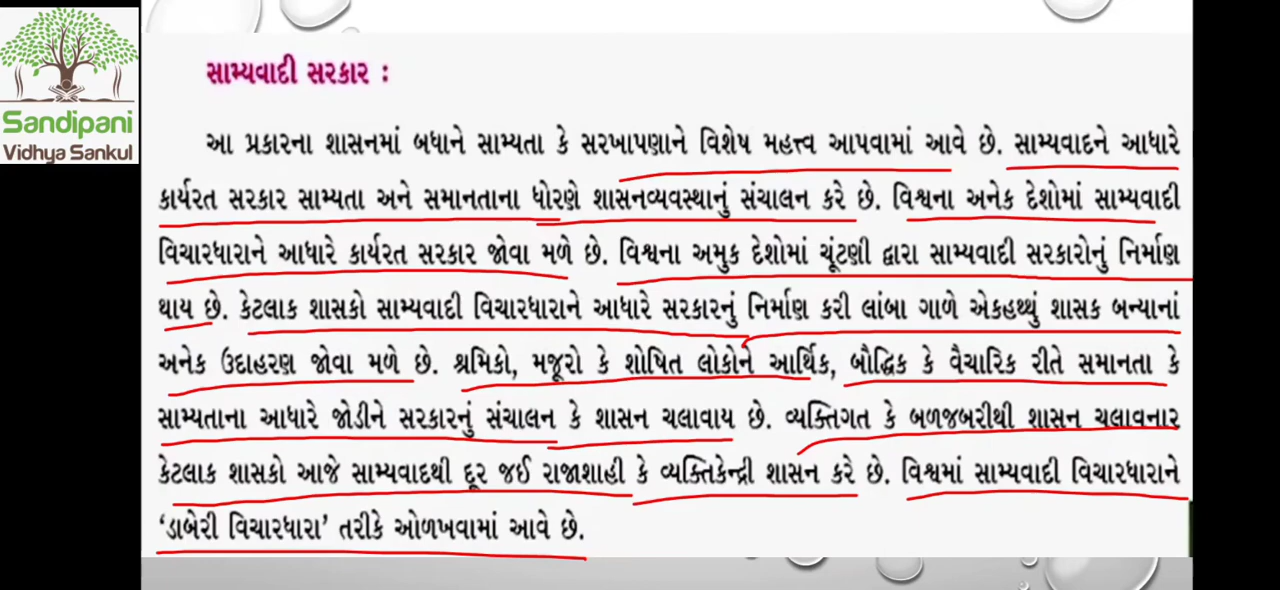 Sandipani
Vidhya Sankul
સામ્યવાદી સરકાર :
આ પ્રકારના શાસનમાં બધાને સામ્યતા કે સરખાપણાને વિશેષ મહત્ત્વ આપવામાં આવે છે. સામ્યવાદને આધારે
કાર્યરત સરકાર સામ્યતા અને સમાનતાના ધોરણે શાસનવ્યવસ્થાનું સંચાલન કરે છે. વિશ્વના અનેક દેશોમાં સામ્યવાદી
વિચારધારાને આધારે કાર્યરત સરકાર જોવા મળે છે. વિશ્વના અમુક દેશોમાં ચૂંટણી દ્વારા સામ્યવાદી સરકારોનું નિર્માણ
થાય છે. કેટલાક શાસકો સામ્યવાદી વિચારધારાને આધારે સરકારનું નિર્માણ કરી લાંબા ગાળે એકહથ્થું શાસક બન્યાનાં
અનેક ઉદાહરણ જોવા મળે છે. શ્રમિકો, મજૂરો કે શોષિત લોકોને આર્થિક, બૌદ્ધિક કે વૈચારિક રીતે સમાનતા કે
સામ્યતાના આધારે જોડીને સરકારનું સંચાલન કે શાસન ચલાવાય છે. વ્યક્તિગત કે બળજબરીથી શાસન ચલાવનાર
કેટલાક શાસકો આજે સામ્યવાદથી દૂર જઈ રાજાશાહી કે વ્યક્તિકેન્દ્રી શાસન કરે છે. વિશ્વમાં સામ્યવાદી વિચારધારાને
‘ડાબેરી વિચારધારા’ તરીકે ઓળખવામાં આવે છે.